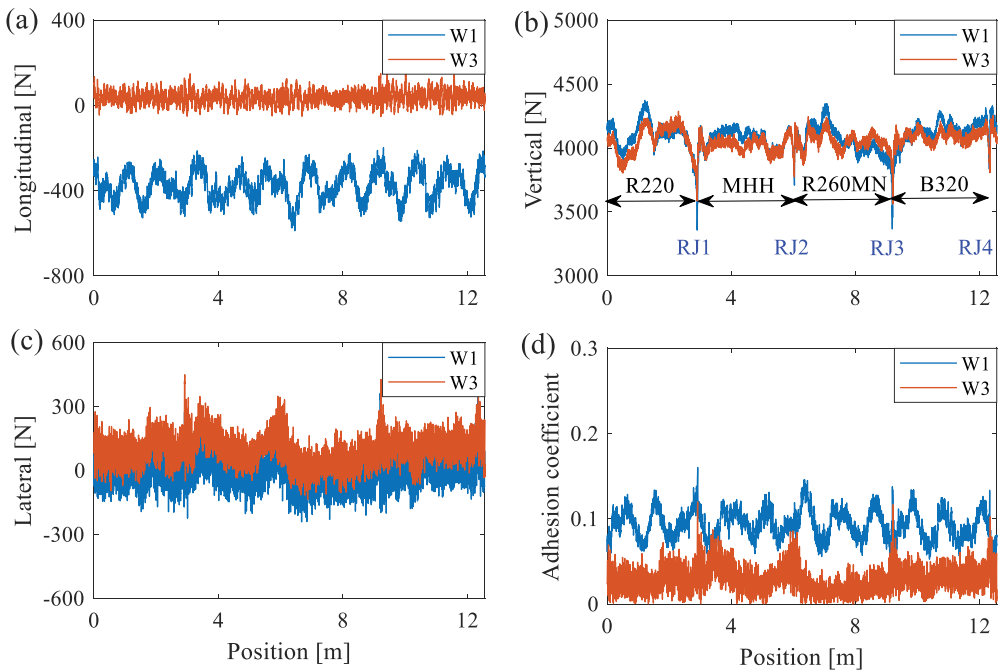 (a)
400
0
-400
-800
Longitudinal [N]
W1
W3
0
4
8
12
(b)
5000
4500
4000
3500
3000
Vertical [N]
W1
W3
R220
MHH
R260MN
B320
RJ1
RJ2
RJ3
RJ4
0
4
8
12
(c)
600
300
0
-300
-600
Lateral [N]
W1
W3
0
4
8
12
Position [m]
(d)
0.3
0.2
0.1
0
Adhesion coefficient
W1
W3
0
4
8
12
Position [m]